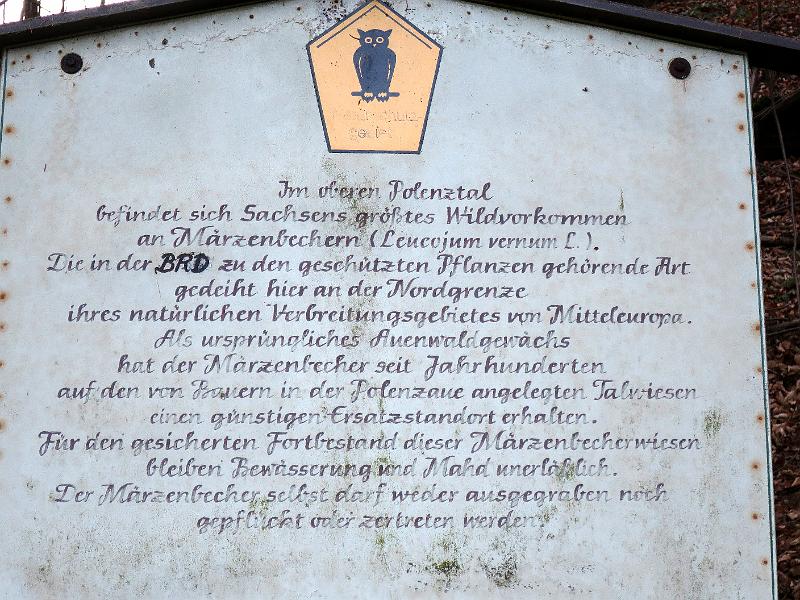 Naturschutz-
gebiet
Im oberen Polenztal
befindet sich Sachsens größtes Wildvorkommen
an Märzenbechern (Leucojum vernum L.).
Die in der BRD zu den geschützten Pflanzen gehörende Art
gedeiht hier an der Nordgrenze
ihres natürlichen Verbreitungsgebietes von Mitteleuropa.
Als ursprüngliches Auenwaldgewächs
hat der Märzenbecher seit Jahrhunderten
auf den von Bauern in der Polenzaue angelegten Talwiesen
einen günstigen Ersatzstandort erhalten.
Für den gesicherten Fortbestand dieser Märzenbecherwiesen
bleiben Bewässerung und Mahd unerläßlich.
Der Märzenbecher selbst darf weder ausgegraben noch
gepflückt oder zertreten werden.